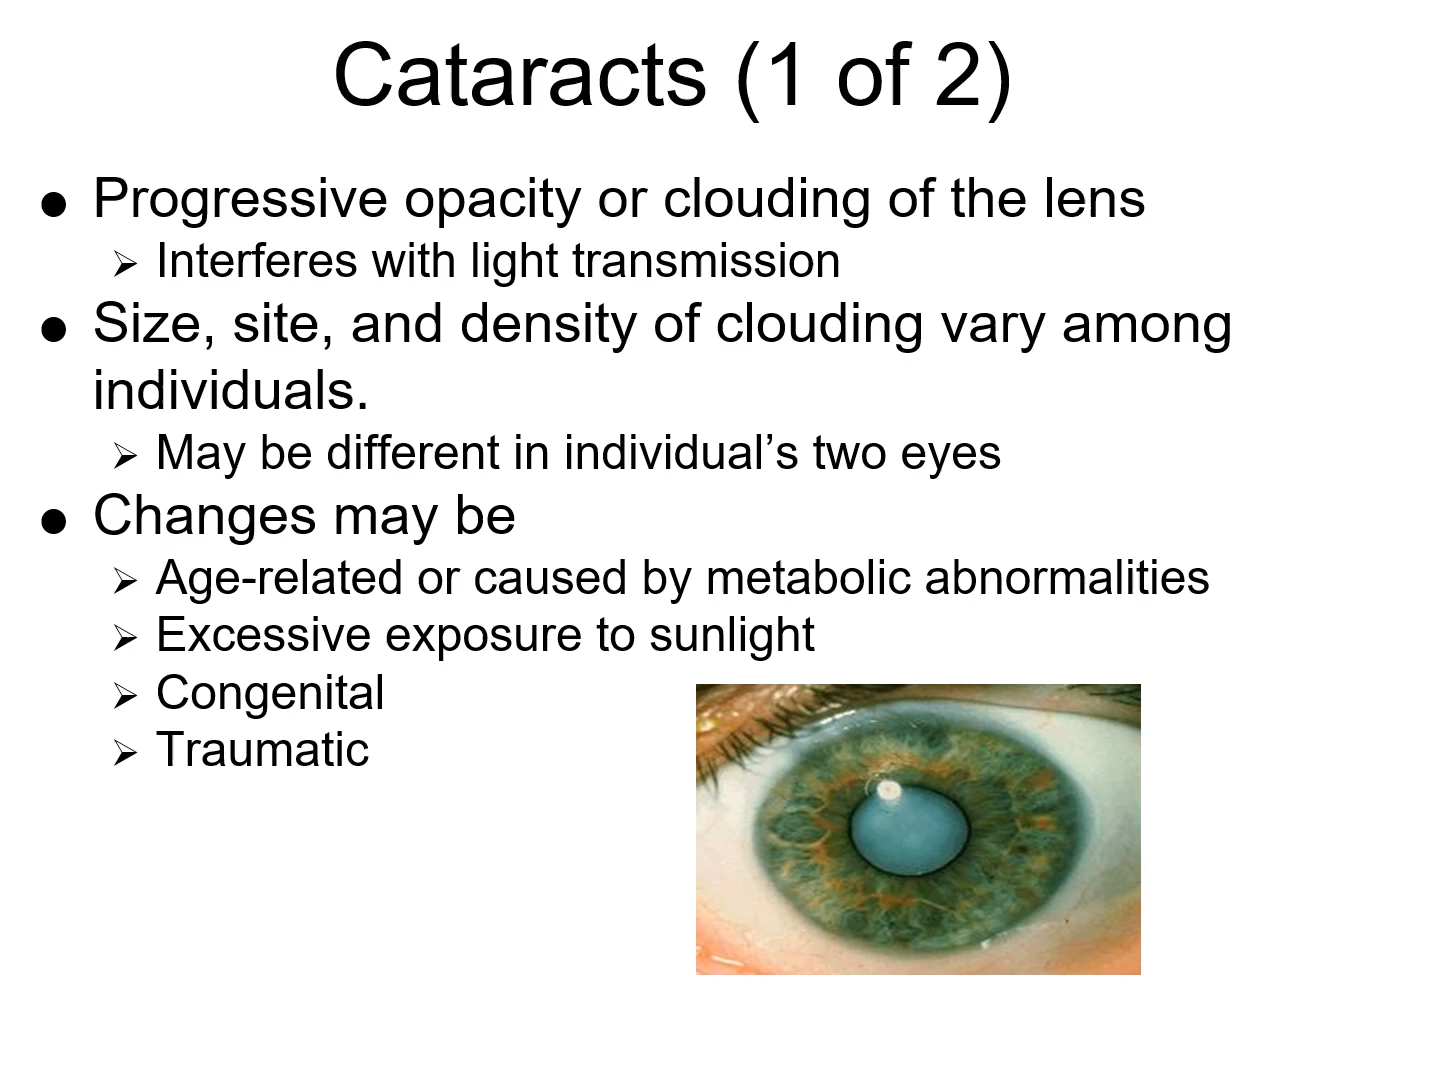 Cataracts (1 of 2)
● Progressive opacity or clouding of the lens
➢ Interferes with light transmission
● Size, site, and density of clouding vary among
individuals.
➢ May be different in individual’s two eyes
● Changes may be
➢ Age-related or caused by metabolic abnormalities
➢ Excessive exposure to sunlight
➢ Congenital
➢ Traumatic